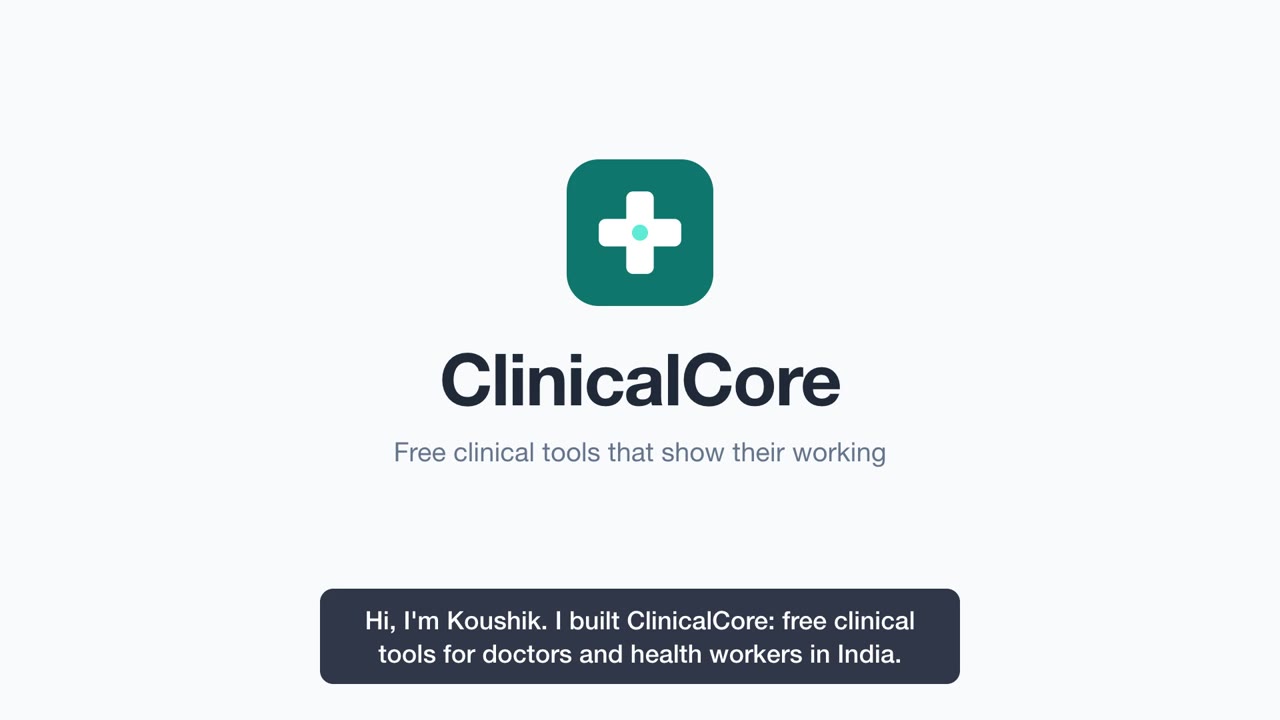 ClinicalCore
Free clinical tools that show their working
Hi, I'm Koushik. I built ClinicalCore: free clinical
tools for doctors and health workers in India.